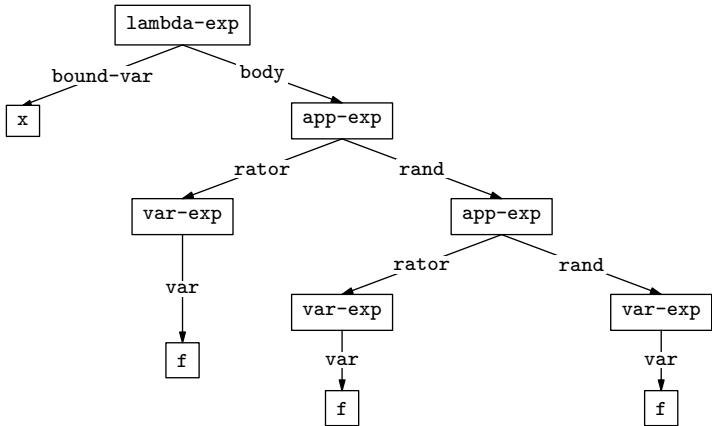 lambda-exp
bound-var body
x app-exp
rator rand
var-exp app-exp
rator rand
var
var-exp var-exp
f var var
f f